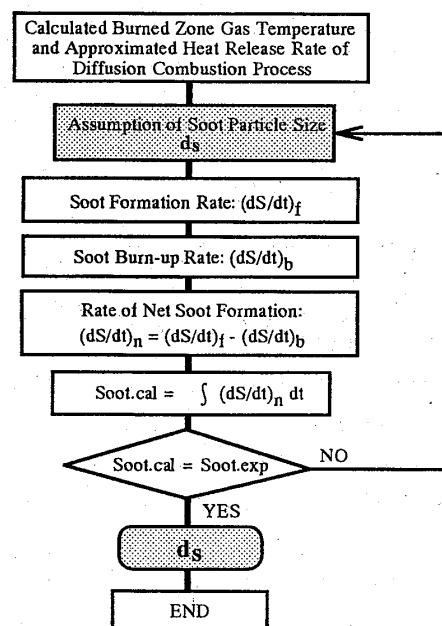 Calculated Burned Zone Gas Temperature
and Approximated Heat Release Rate of
Diffusion Combustion Process
Assumption of Soot Particle Size
ds
Soot Formation Rate: (dS/dt)f
Soot Burn-up Rate: (dS/dt)b
Rate of Net Soot Formation:
(dS/dt)n = (dS/dt)f - (dS/dt)b
Soot.cal = ∫ (dS/dt)n dt
Soot.cal = Soot.exp
NO
YES
ds
END